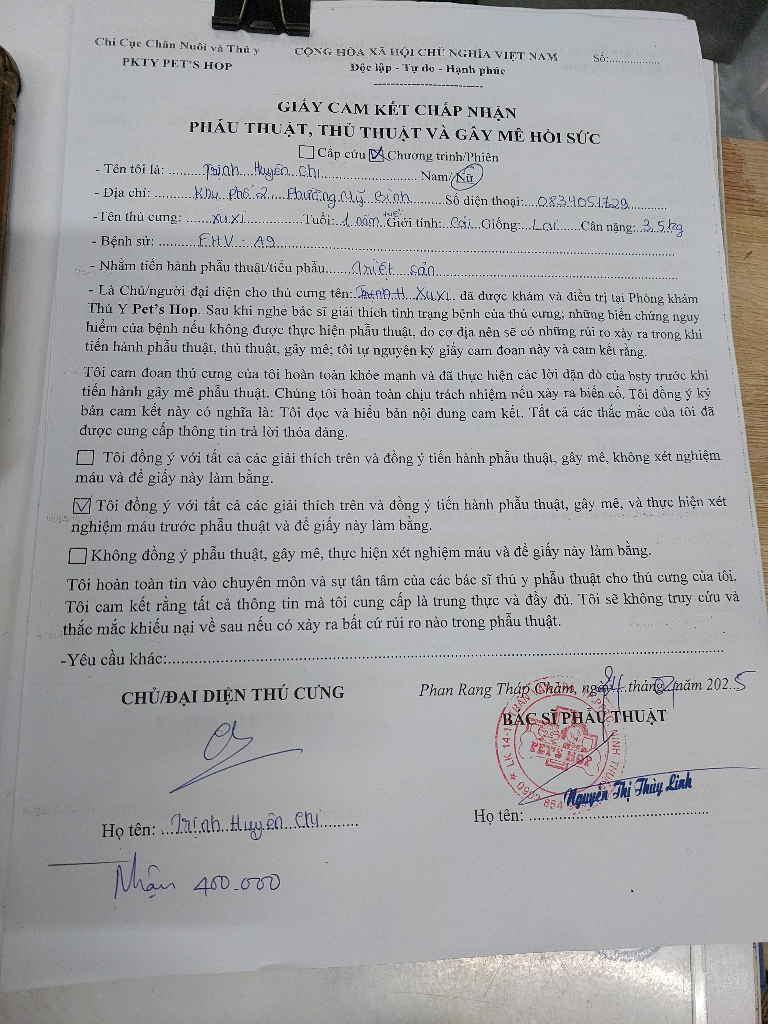 Chi Cục Chăn Nuôi và Thú y
PKTY PET'S HOP
CỘNG HÒA XÃ HỘI CHỦ NGHĨA VIỆT NAM
Độc lập - Tự do - Hạnh phúc
Số:.................
GIẤY CAM KẾT CHẤP NHẬN
PHẪU THUẬT, THỦ THUẬT VÀ GÂY MÊ HỒI SỨC
☐ Cấp cứu ☒ Chương trình/Phiên
- Tên tôi là: Trịnh Huyền Chi Nam/ Nữ
- Địa chỉ: Khu Phố 2 Phường Mỹ Bình Số điện thoại: 0834051729
-Tên thú cưng: XuXi Tuổi: 1 năm tuổi Giới tính: Cái Giống: Lai Cân nặng: 3,5kg
- Bệnh sử: FHV - A9
- Nhằm tiến hành phẫu thuật/tiểu phẫu Triệt sản
- Là Chủ/người đại diện cho thú cưng tên: XuXi đã được khám và điều trị tại Phòng khám
Thú Y Pet's Hop. Sau khi nghe bác sĩ giải thích tình trạng bệnh của thú cưng; những biến chứng nguy
hiểm của bệnh nếu không được thực hiện phẫu thuật, do cơ địa nên sẽ có những rủi ro xảy ra trong khi
tiến hành phẫu thuật, thủ thuật, gây mê; tôi tự nguyện ký giấy cam đoan này và cam kết rằng.
Tôi cam đoan thú cưng của tôi hoàn toàn khỏe mạnh và đã thực hiện các lời dặn dò của bsty trước khi
tiến hành gây mê phẫu thuật. Chúng tôi hoàn toàn chịu trách nhiệm nếu xảy ra biến cố. Tôi đồng ý ký
bản cam kết này có nghĩa là: Tôi đọc và hiểu bản nội dung cam kết. Tất cả các thắc mắc của tôi đã
được cung cấp thông tin trả lời thỏa đáng.
☐ Tôi đồng ý với tất cả các giải thích trên và đồng ý tiến hành phẫu thuật, gây mê, không xét nghiệm
máu và để giấy này làm bằng.
☑ Tôi đồng ý với tất cả các giải thích trên và đồng ý tiến hành phẫu thuật, gây mê, và thực hiện xét
nghiệm máu trước phẫu thuật và để giấy này làm bằng.
☐ Không đồng ý phẫu thuật, gây mê, thực hiện xét nghiệm máu và để giấy này làm bằng.
Tôi hoàn toàn tin vào chuyên môn và sự tân tâm của các bác sĩ thú y phẫu thuật cho thú cưng của tôi.
Tôi cam kết rằng tất cả thông tin mà tôi cung cấp là trung thực và đầy đủ. Tôi sẽ không truy cứu và
thắc mắc khiếu nại về sau nếu có xảy ra bất cứ rủi ro nào trong phẫu thuật.
-Yêu cầu khác:
Phan Rang Tháp Chàm, ngày tháng năm 2025
CHỦ/ĐẠI DIỆN THÚ CƯNG
BÁC SĨ PHẪU THUẬT
PET'S HOP
Nguyễn Thị Thùy Linh
Họ tên: Trịnh Huyền Chi
Họ tên:
Nhận 400.000